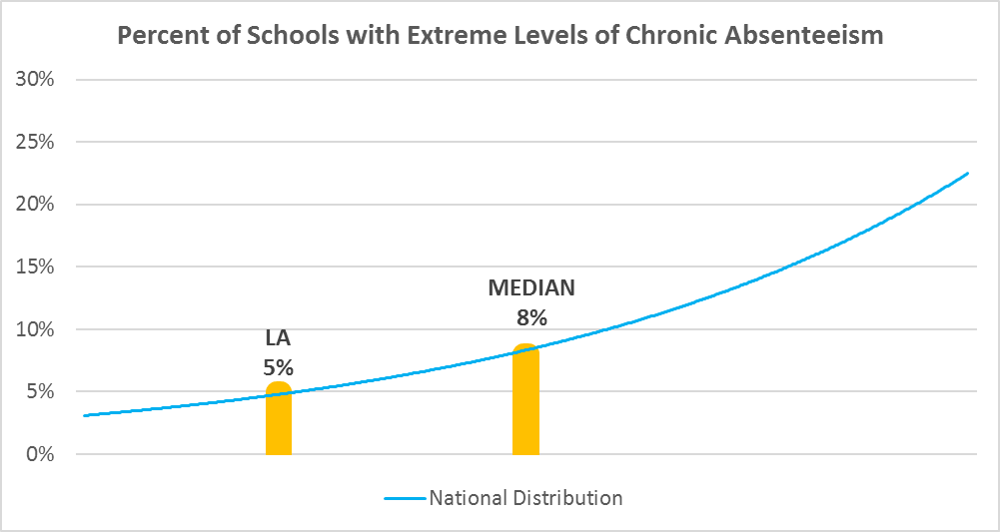 Percent of Schools with Extreme Levels of Chronic Absenteeism
30%
25%
20%
15%
10%
5%
0%
MEDIAN
8%
LA
5%
National Distribution